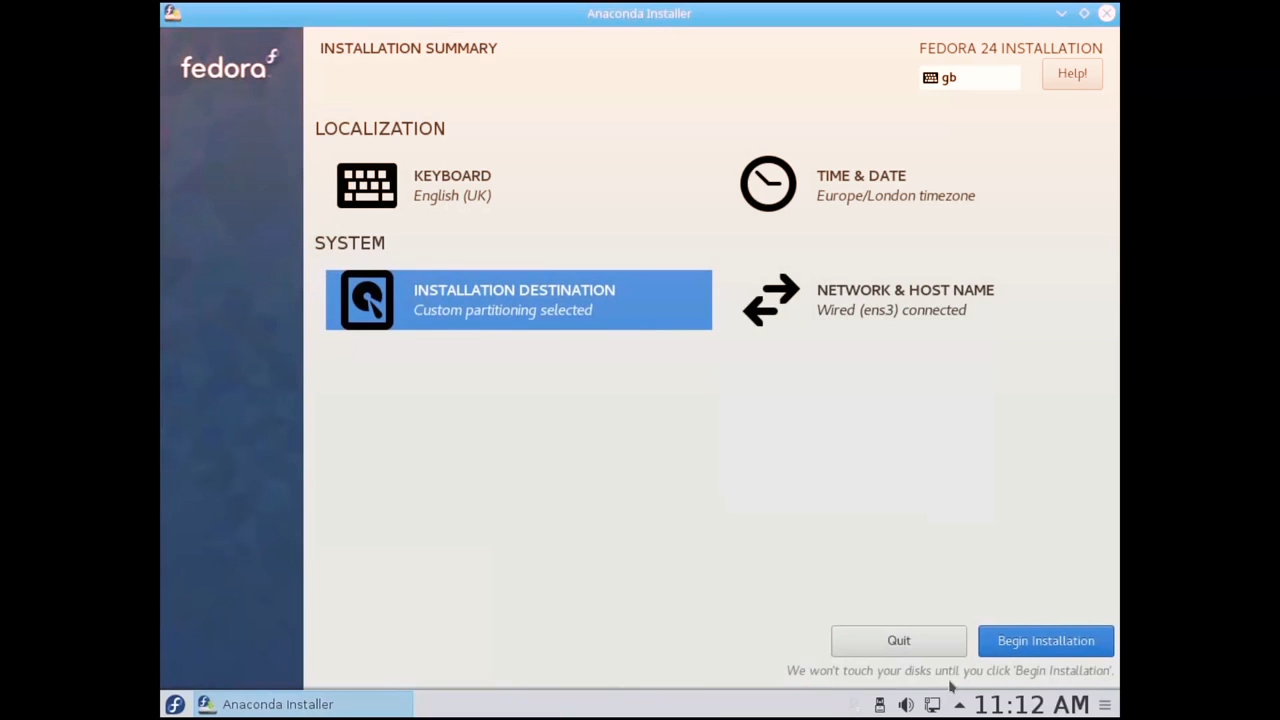 Anaconda Installer
fedora
INSTALLATION SUMMARY
FEDORA 24 INSTALLATION
gb
Help!
LOCALIZATION
KEYBOARD
English (UK)
TIME & DATE
Europe/London timezone
SYSTEM
INSTALLATION DESTINATION
Custom partitioning selected
NETWORK & HOST NAME
Wired (ens3) connected
Quit
Begin Installation
We won't touch your disks until you click 'Begin Installation'.
Anaconda Installer
11:12 AM